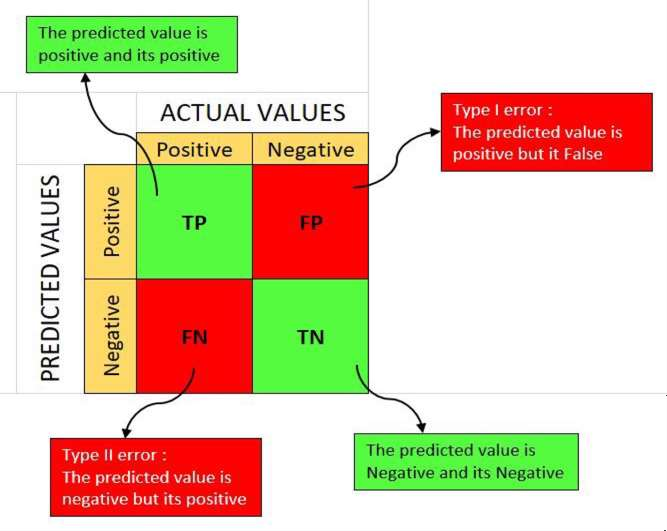 The predicted value is
positive and its positive
ACTUAL VALUES
Type I error :
The predicted value is
positive but it False
Positive
Negative
PREDICTED VALUES
Positive
TP
FP
Negative
FN
TN
Type II error :
The predicted value is
negative but its positive
The predicted value is
Negative and its Negative